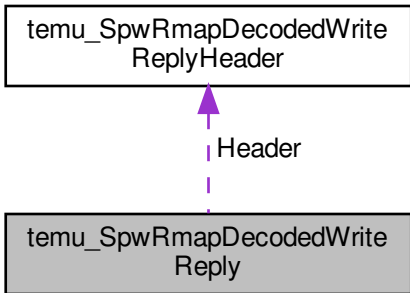 temu_SpwRmapDecodedWrite
ReplyHeader
Header
temu_SpwRmapDecodedWrite
Reply